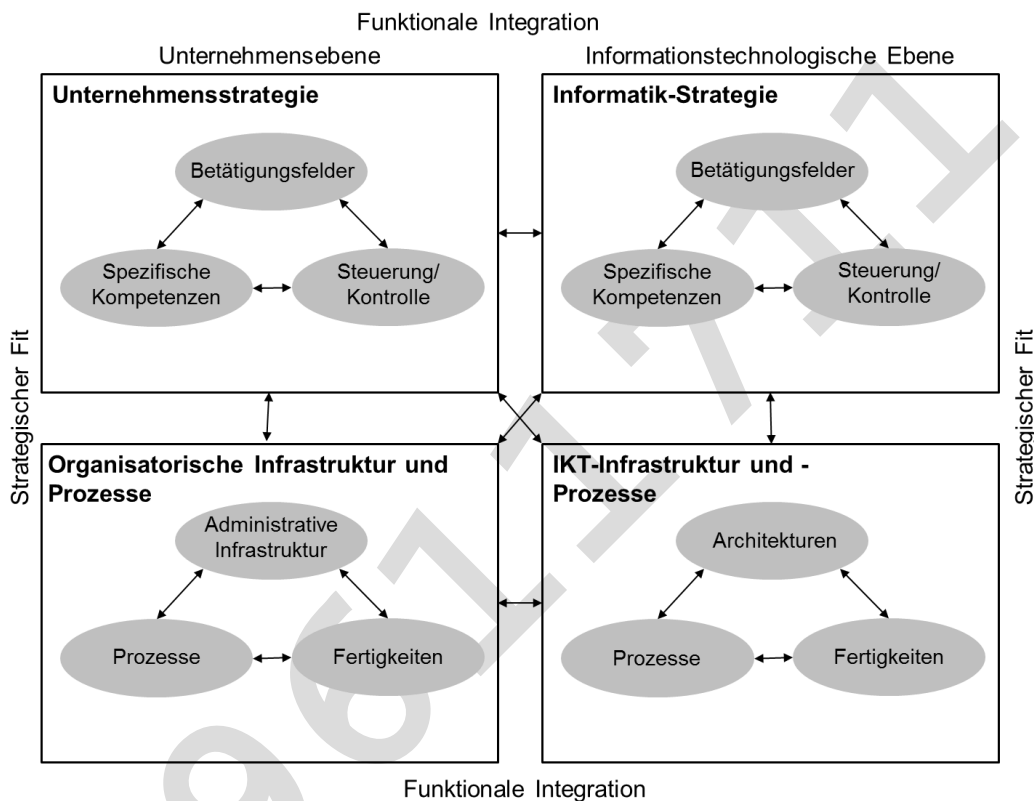 Funktionale Integration
Unternehmensebene
Informationstechnologische Ebene
Unternehmensstrategie
Betätigungsfelder
Spezifische
Kompetenzen
Steuerung/
Kontrolle
Informatik-Strategie
Betätigungsfelder
Spezifische
Kompetenzen
Steuerung/
Kontrolle
Strategischer Fit
Strategischer Fit
Organisatorische Infrastruktur und
Prozesse
Administrative
Infrastruktur
Prozesse
Fertigkeiten
IKT-Infrastruktur und -
Prozesse
Architekturen
Prozesse
Fertigkeiten
Funktionale Integration